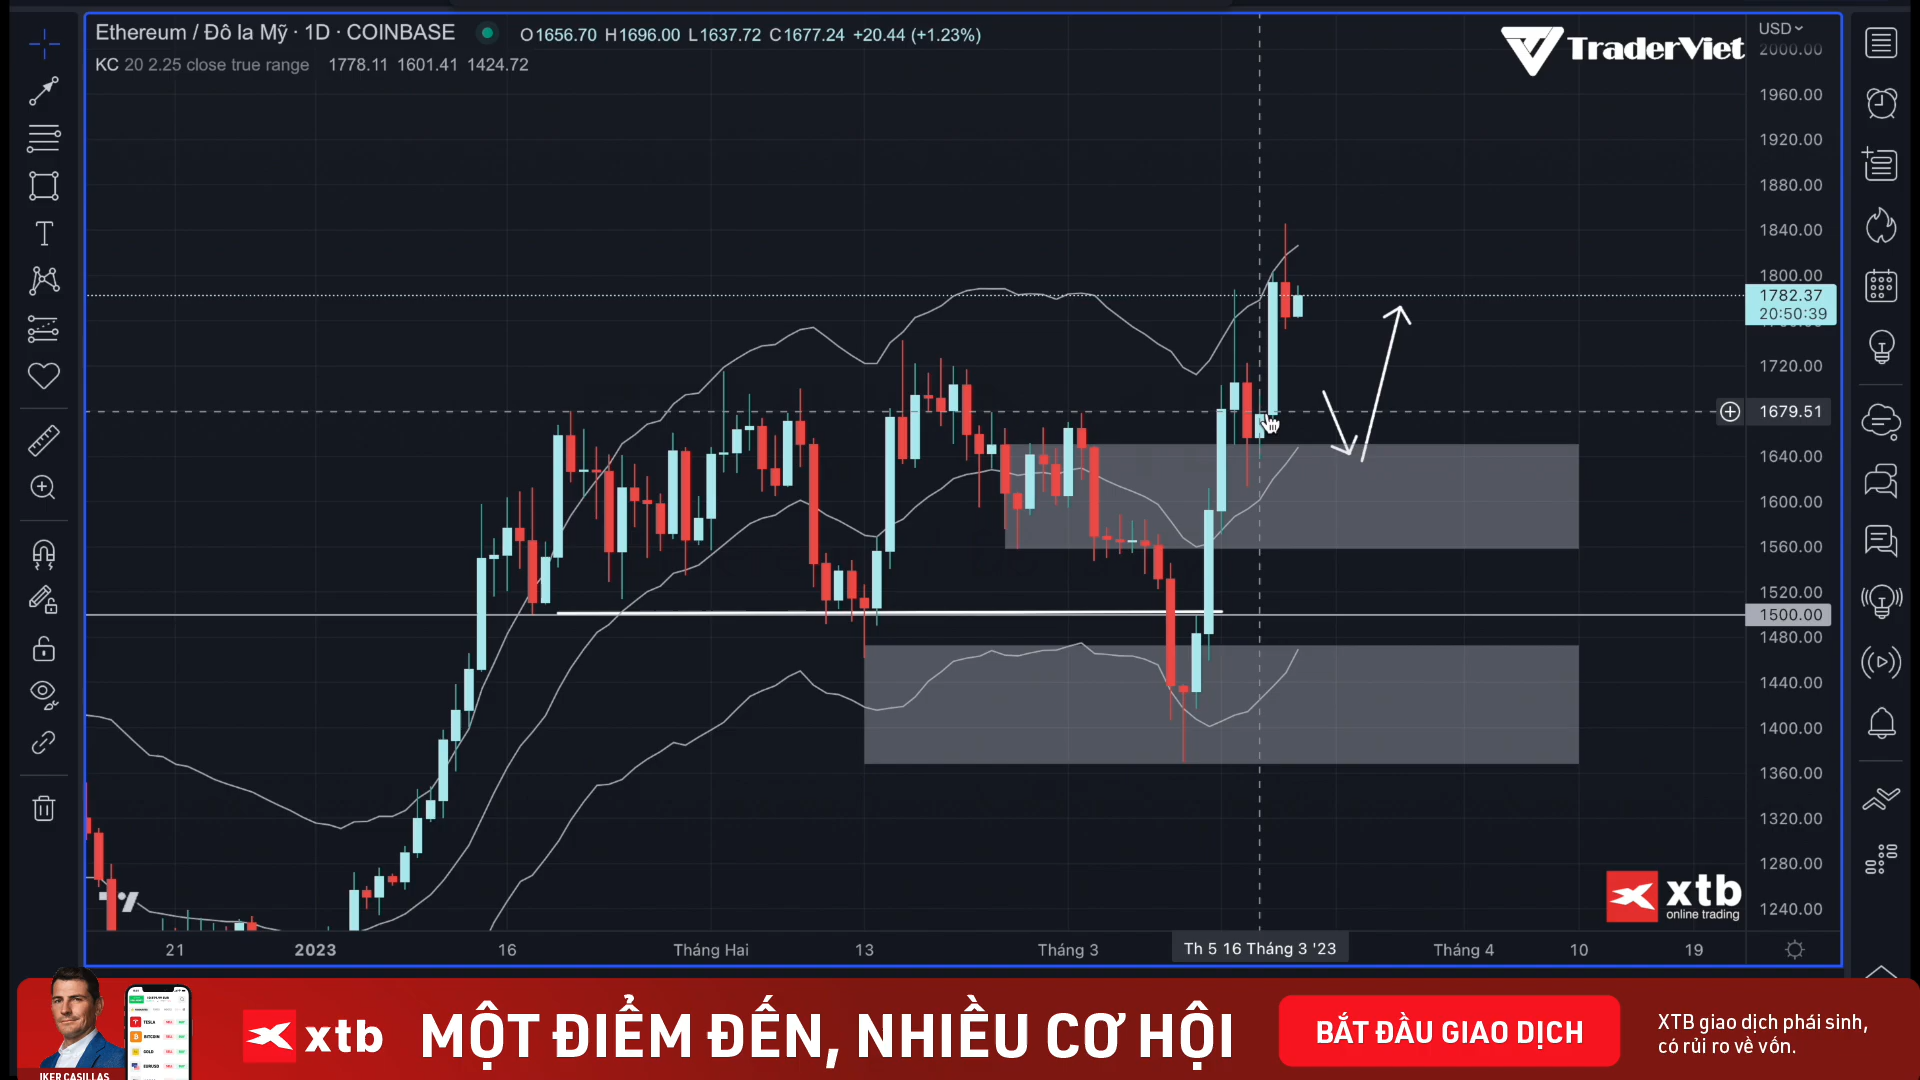 Ethereum / Đô la Mỹ · 1D · COINBASE O1656.70 H1696.00 L1637.72 C1677.24 +20.44 (+1.23%)
KC 20 2.25 close true range 1778.11 1601.41 1424.72
TraderViet
USD
2000.00
1960.00
1920.00
1880.00
1840.00
1800.00
1782.37
20:50:39
1720.00
1679.51
1640.00
1600.00
1560.00
1520.00
1500.00
1480.00
1440.00
1400.00
1360.00
1320.00
1280.00
1240.00
xtb
online trading
21 2023 16 Tháng Hai 13 Tháng 3 Th 5 16 Tháng 3 '23 Tháng 4 10 19
IKER CASILLAS
TESLA
BITCOIN
GOLD
EURUSD
xtb MỘT ĐIỂM ĐẾN, NHIỀU CƠ HỘI
BẮT ĐẦU GIAO DỊCH
XTB giao dịch phái sinh,
có rủi ro về vốn.